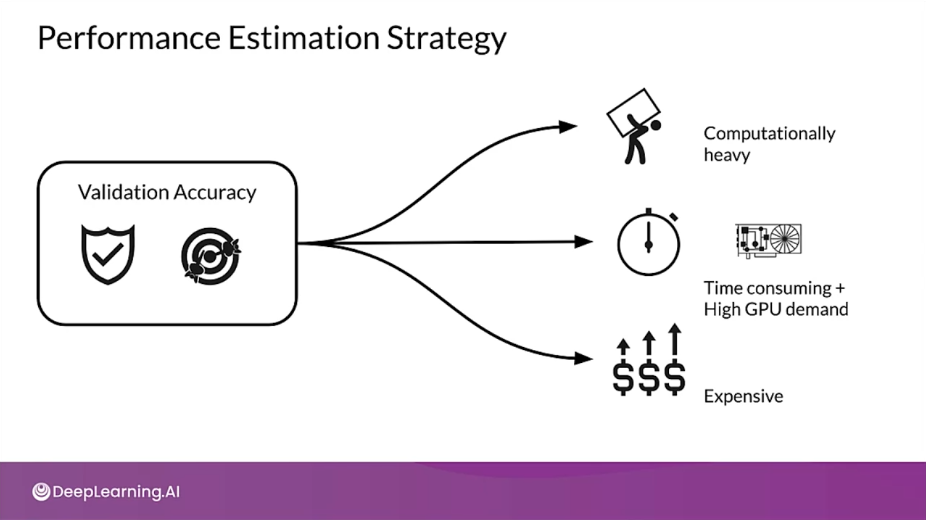 Performance Estimation Strategy
Validation Accuracy
Computationally
heavy
Time consuming +
High GPU demand
$$$
Expensive
DeepLearning.AI